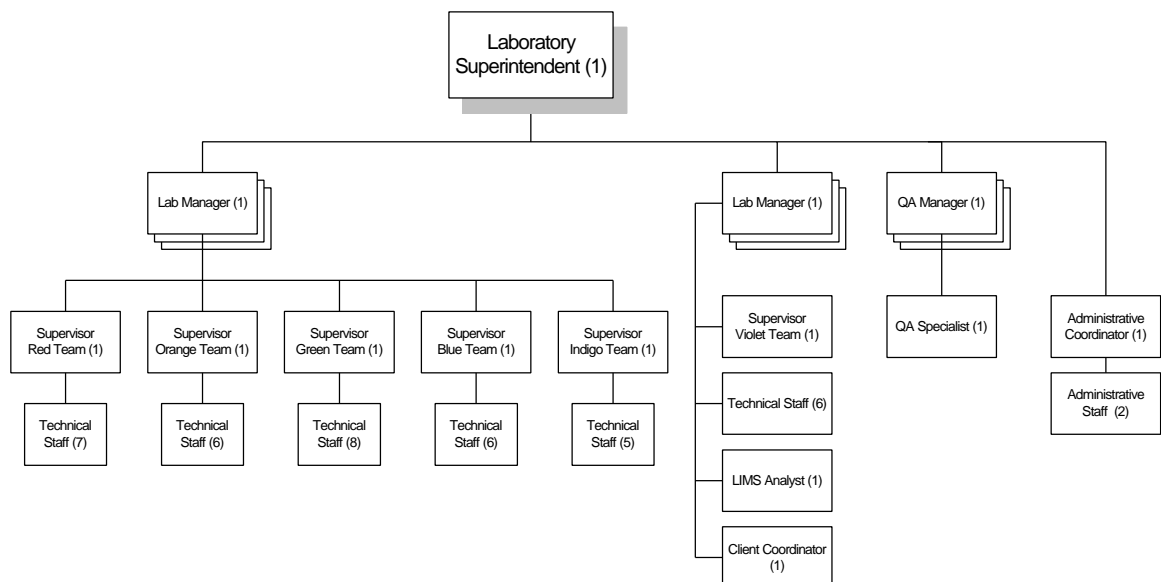 Laboratory
Superintendent (1)
Lab Manager (1)
Lab Manager (1)
QA Manager (1)
Supervisor
Red Team (1)
Supervisor
Orange Team (1)
Supervisor
Green Team (1)
Supervisor
Blue Team (1)
Supervisor
Indigo Team (1)
Supervisor
Violet Team (1)
QA Specialist (1)
Administrative
Coordinator (1)
Technical
Staff (7)
Technical
Staff (6)
Technical
Staff (8)
Technical
Staff (6)
Technical
Staff (5)
Technical Staff (6)
Administrative
Staff (2)
LIMS Analyst (1)
Client Coordinator
(1)